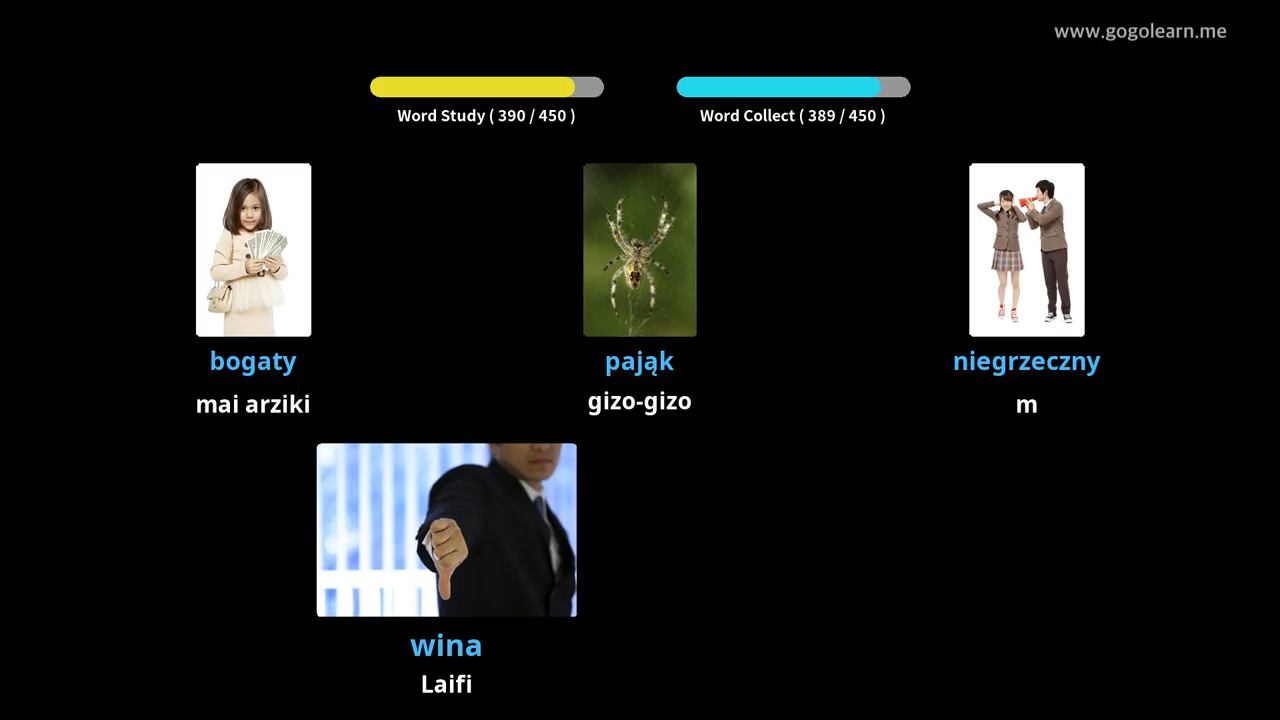 www.gogolearn.me
Word Study ( 390 / 450 )
Word Collect ( 389 / 450 )
bogaty
pająk
niegrzeczny
mai arziki
gizo-gizo
m
wina
Laifi